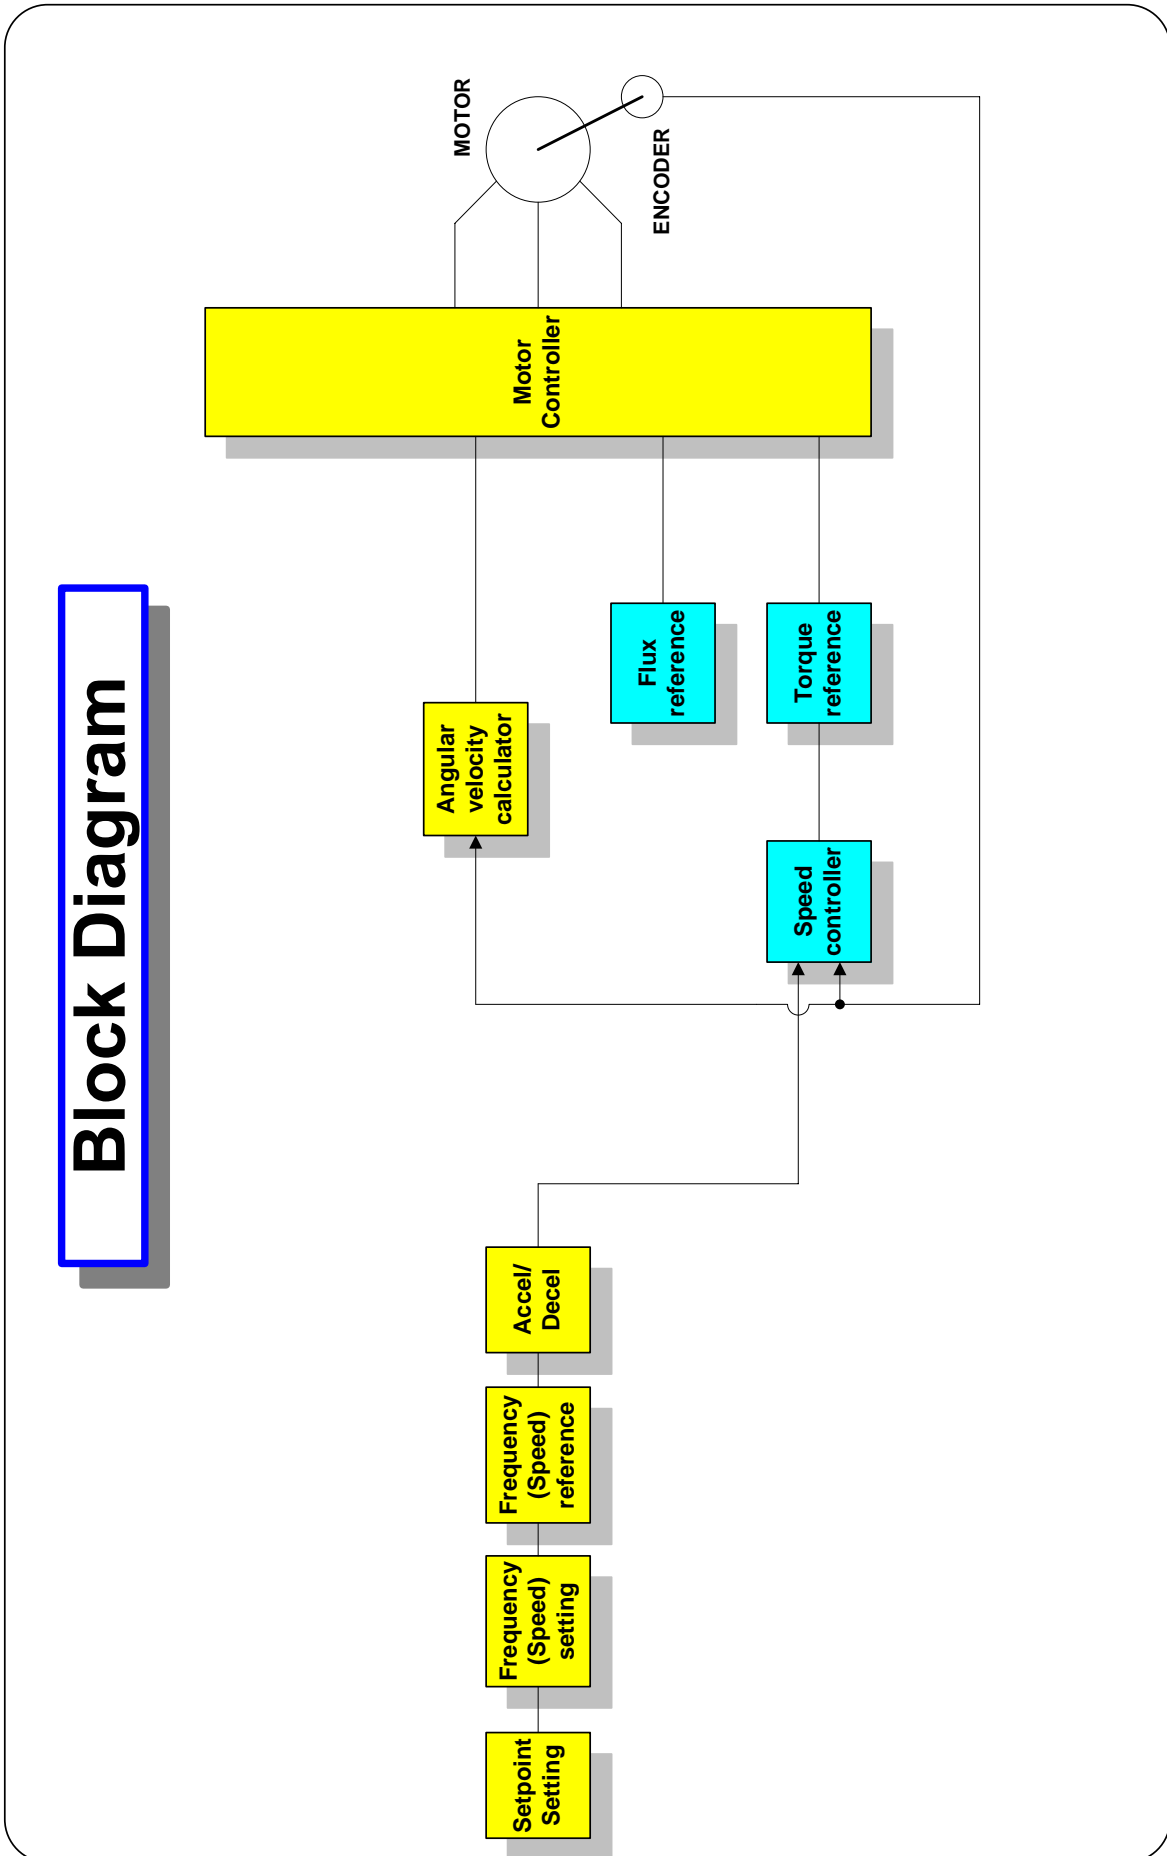 Block Diagram
Setpoint
Setting
Frequency
(Speed)
setting
Frequency
(Speed)
reference
Accel/
Decel
Angular
velocity
calculator
Speed
controller
Flux
reference
Torque
reference
Motor
Controller
MOTOR
ENCODER